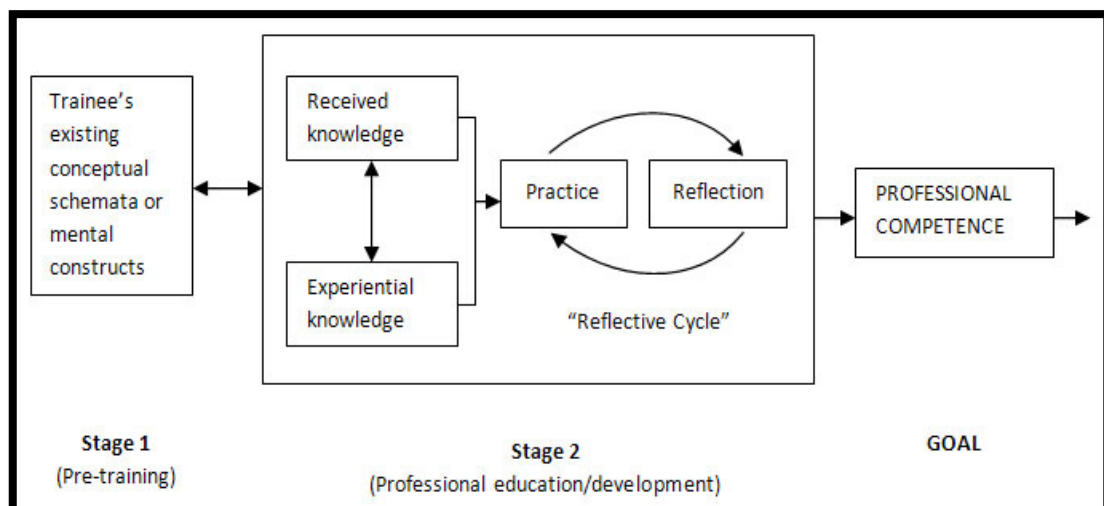 Trainee’s
existing
conceptual
schemata or
mental
constructs
Received
knowledge
Experiential
knowledge
Practice
Reflection
“Reflective Cycle”
PROFESSIONAL
COMPETENCE
Stage 1
(Pre-training)
Stage 2
(Professional education/development)
GOAL